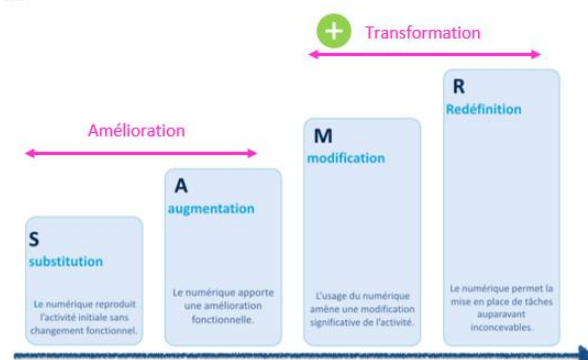 +
Transformation
Amélioration
S
substitution
Le numérique reproduit
l'activité initiale sans
changement fonctionnel.
A
augmentation
Le numérique apporte
une amélioration
fonctionnelle.
M
modification
L'usage du numérique
amène une modification
significative de l'activité.
R
Redéfinition
Le numérique permet la
mise en place de tâches
auparavant
inconcevables.